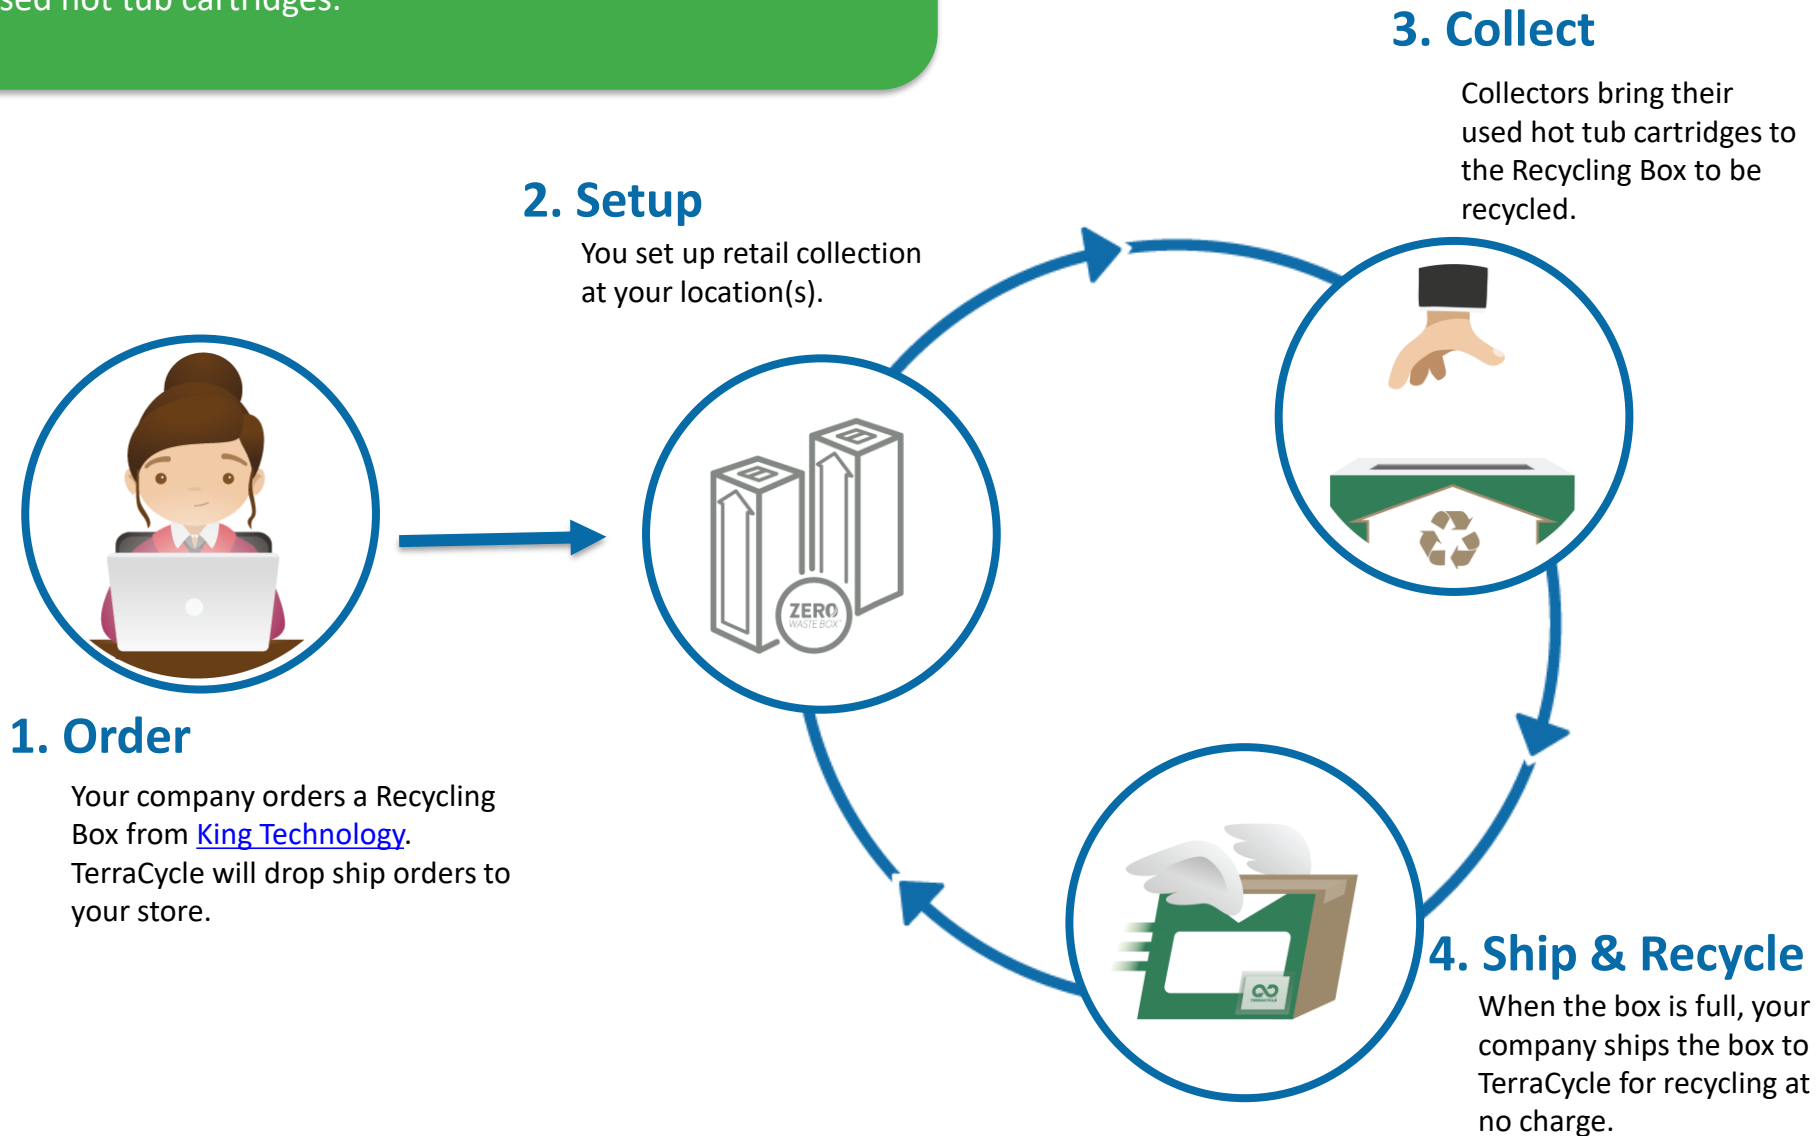 used hot tub cartridges.
3. Collect
Collectors bring their
used hot tub cartridges to
the Recycling Box to be
recycled.
2. Setup
You set up retail collection
at your location(s).
ZERO
WASTE BOX™
1. Order
Your company orders a Recycling
Box from King Technology.
TerraCycle will drop ship orders to
your store.
TERRACYCLE
4. Ship & Recycle
When the box is full, your
company ships the box to
TerraCycle for recycling at
no charge.